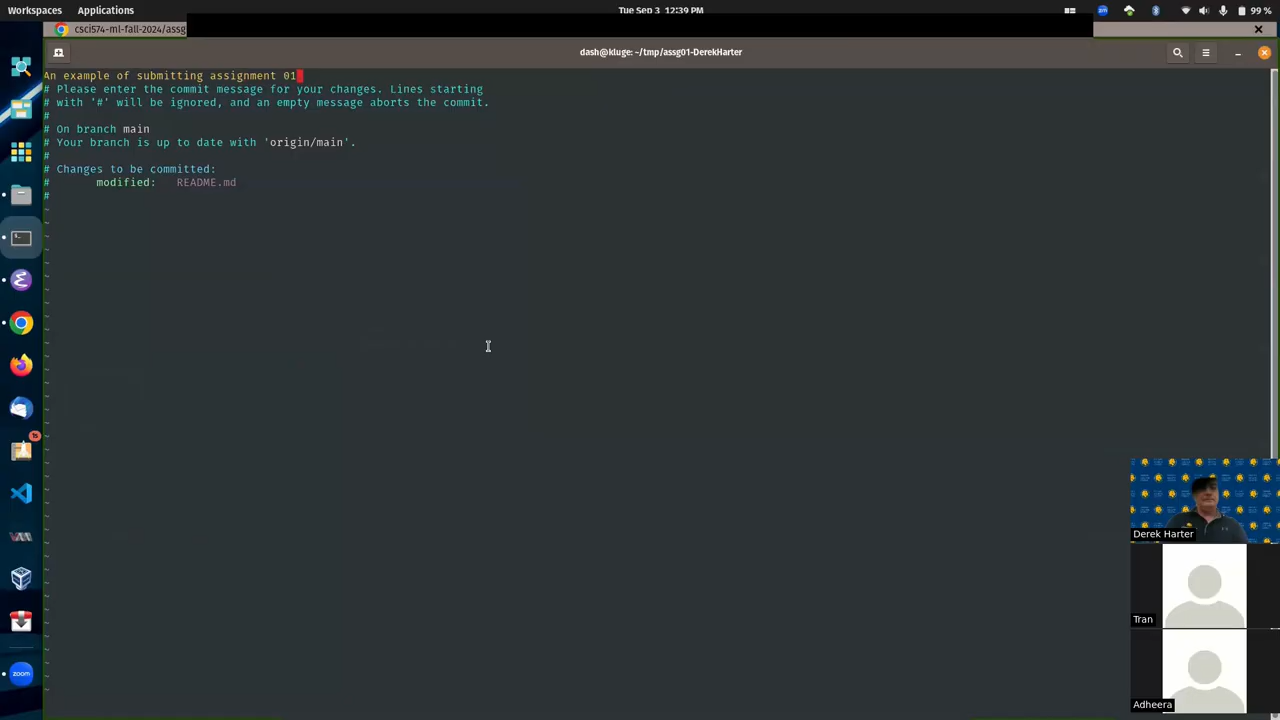 Workspaces Applications Tue Sep 3 12:39 PM 99 %
csci574-ml-fall-2024/assg
dash@kluge: ~/tmp/assg01-DerekHarter
An example of submitting assignment 01
# Please enter the commit message for your changes. Lines starting
# with '#' will be ignored, and an empty message aborts the commit.
#
# On branch main
# Your branch is up to date with 'origin/main'.
#
# Changes to be committed:
# modified: README.md
#
Derek Harter
Tran
Adheera
zoom